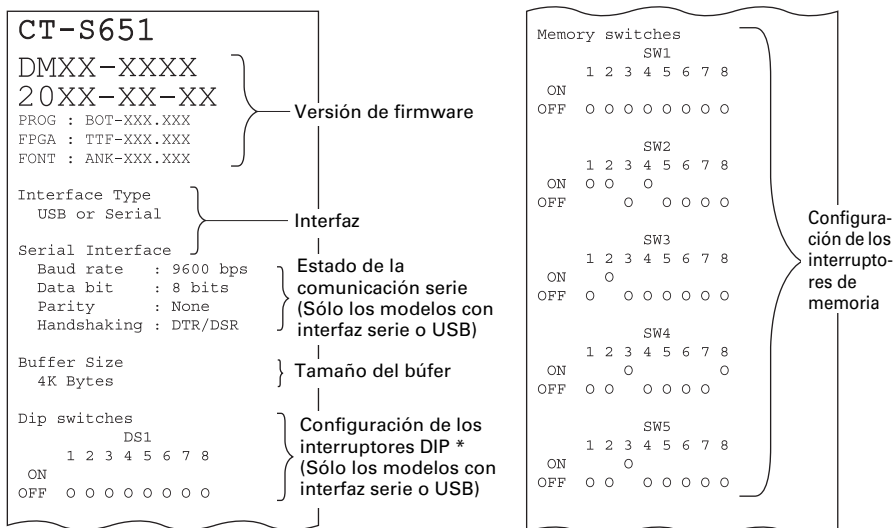 CT-S651
DMXX-XXXX
20XX-XX-XX
PROG : BOT-XXX.XXX
FPGA : TTF-XXX.XXX
FONT : ANK-XXX.XXX
Versión de firmware
Interface Type
USB or Serial
Interfaz
Serial Interface
Baud rate : 9600 bps
Data bit : 8 bits
Parity : None
Handshaking : DTR/DSR
Estado de la
comunicación serie
(Sólo los modelos con
interfaz serie o USB)
Buffer Size
4K Bytes
Tamaño del búfer
Dip switches
DS1
1 2 3 4 5 6 7 8
ON
OFF O O O O O O O O
Configuración de los
interruptores DIP *
(Sólo los modelos con
interfaz serie o USB)
Memory switches
SW1
1 2 3 4 5 6 7 8
ON
OFF O O O O O O O O
SW2
1 2 3 4 5 6 7 8
ON O O O
OFF O O O O O
SW3
1 2 3 4 5 6 7 8
ON O
OFF O O O O O O O
SW4
1 2 3 4 5 6 7 8
ON O O
OFF O O O O O O
SW5
1 2 3 4 5 6 7 8
ON O
OFF O O O O O O O
Configura-
ción de los
interrupto-
res de
memoria